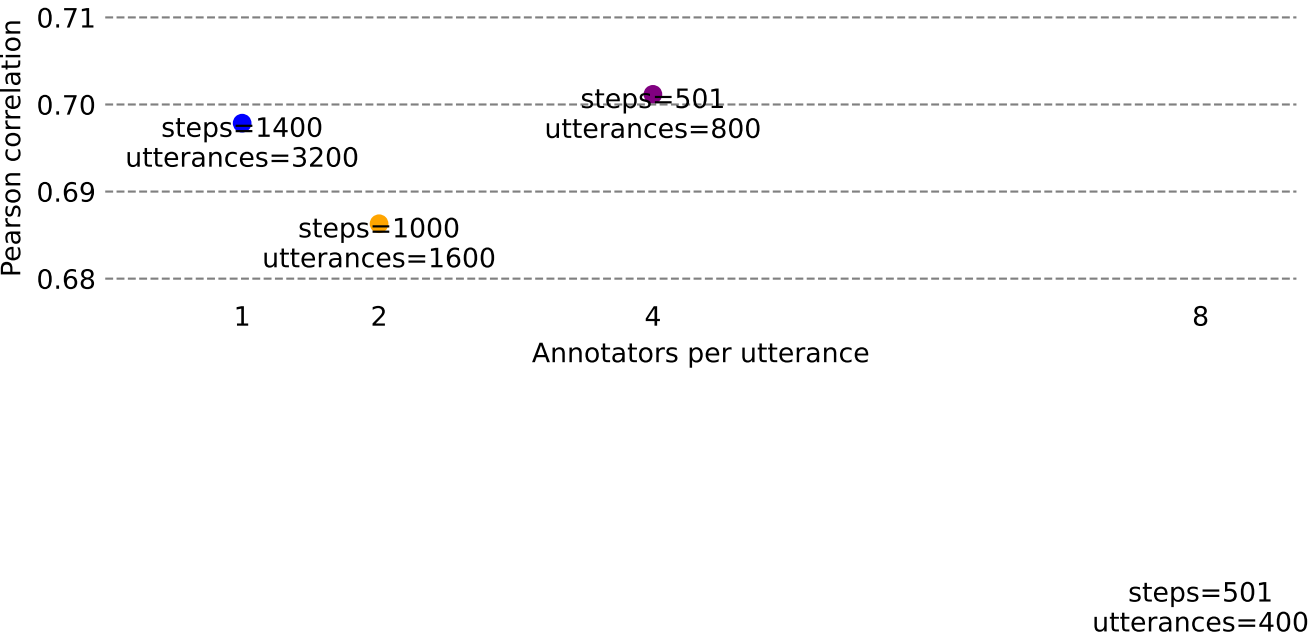 Pearson correlation
0.71
0.70
0.69
0.68
steps=1400
utterances=3200
steps=1000
utterances=1600
steps=501
utterances=800
1 2 4 8
Annotators per utterance
steps=501
utterances=400